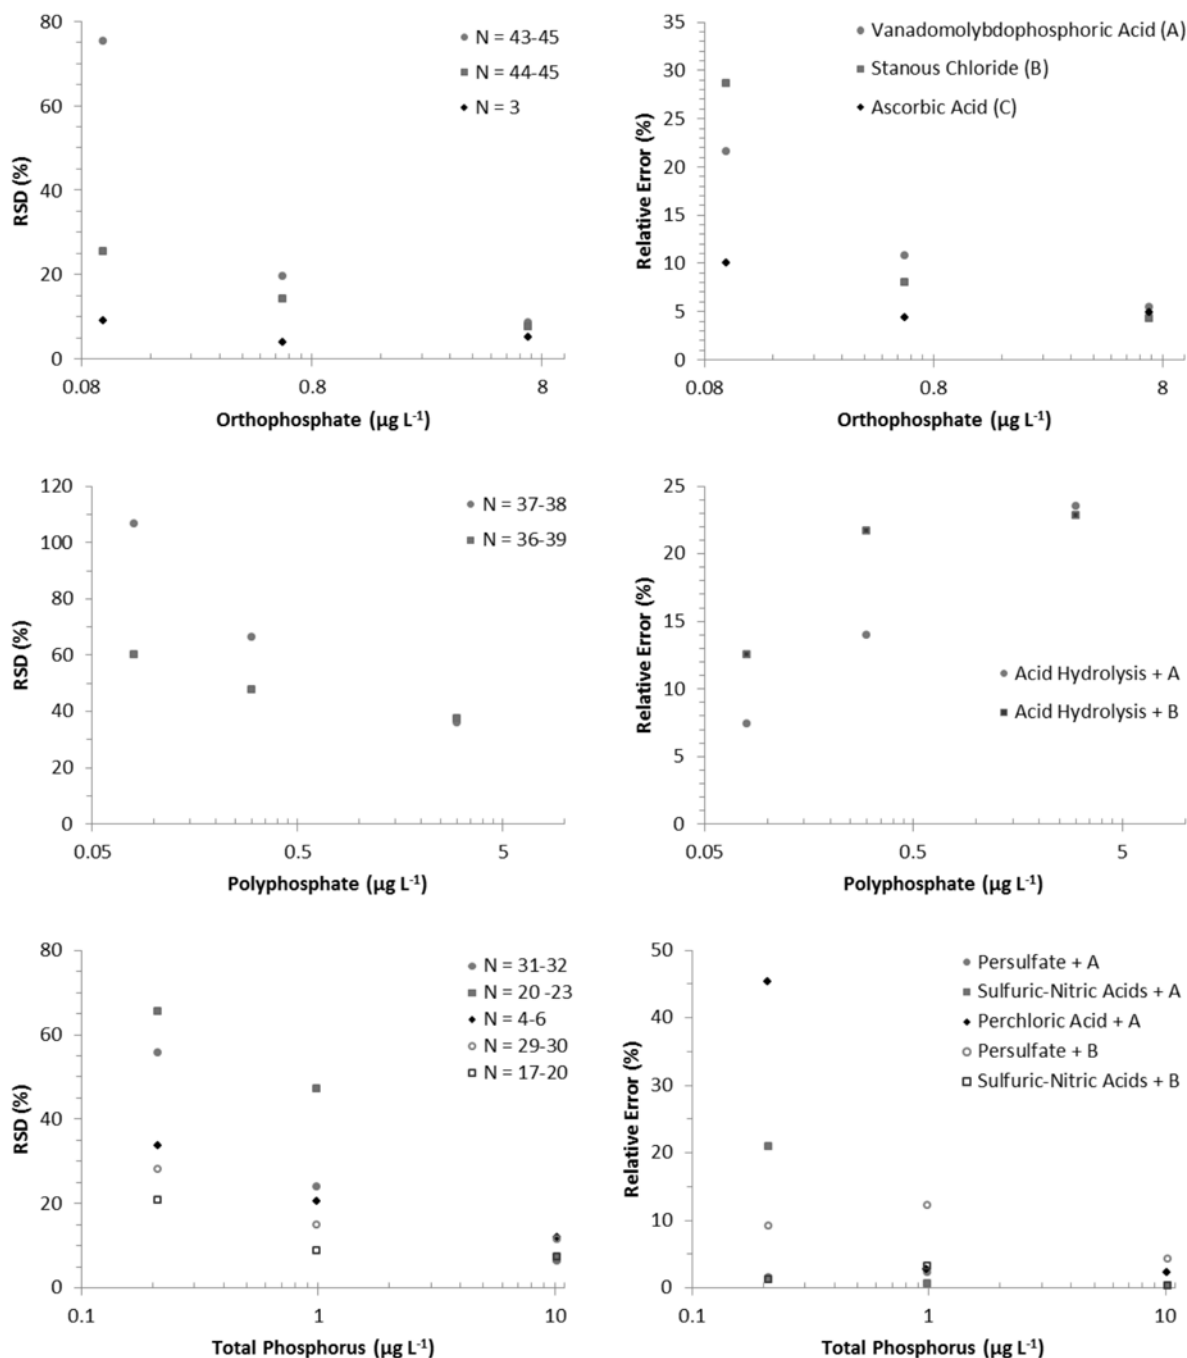 80
60
40
20
0
RSD (%)
N = 43-45
N = 44-45
N = 3
0.08
0.8
8
Orthophosphate (µg L⁻¹)
35
30
25
20
15
10
5
0
Relative Error (%)
Vanadomolybdophosphoric Acid (A)
Stanous Chloride (B)
Ascorbic Acid (C)
0.08
0.8
8
Orthophosphate (µg L⁻¹)
120
100
80
60
40
20
0
RSD (%)
N = 37-38
N = 36-39
0.05
0.5
5
Polyphosphate (µg L⁻¹)
25
20
15
10
5
0
Relative Error (%)
Acid Hydrolysis + A
Acid Hydrolysis + B
0.05
0.5
5
Polyphosphate (µg L⁻¹)
80
60
40
20
0
RSD (%)
N = 31-32
N = 20 -23
N = 4-6
N = 29-30
N = 17-20
0.1
1
10
Total Phosphorus (µg L⁻¹)
50
40
30
20
10
0
Relative Error (%)
Persulfate + A
Sulfuric-Nitric Acids + A
Perchloric Acid + A
Persulfate + B
Sulfuric-Nitric Acids + B
0.1
1
10
Total Phosphorus (µg L⁻¹)